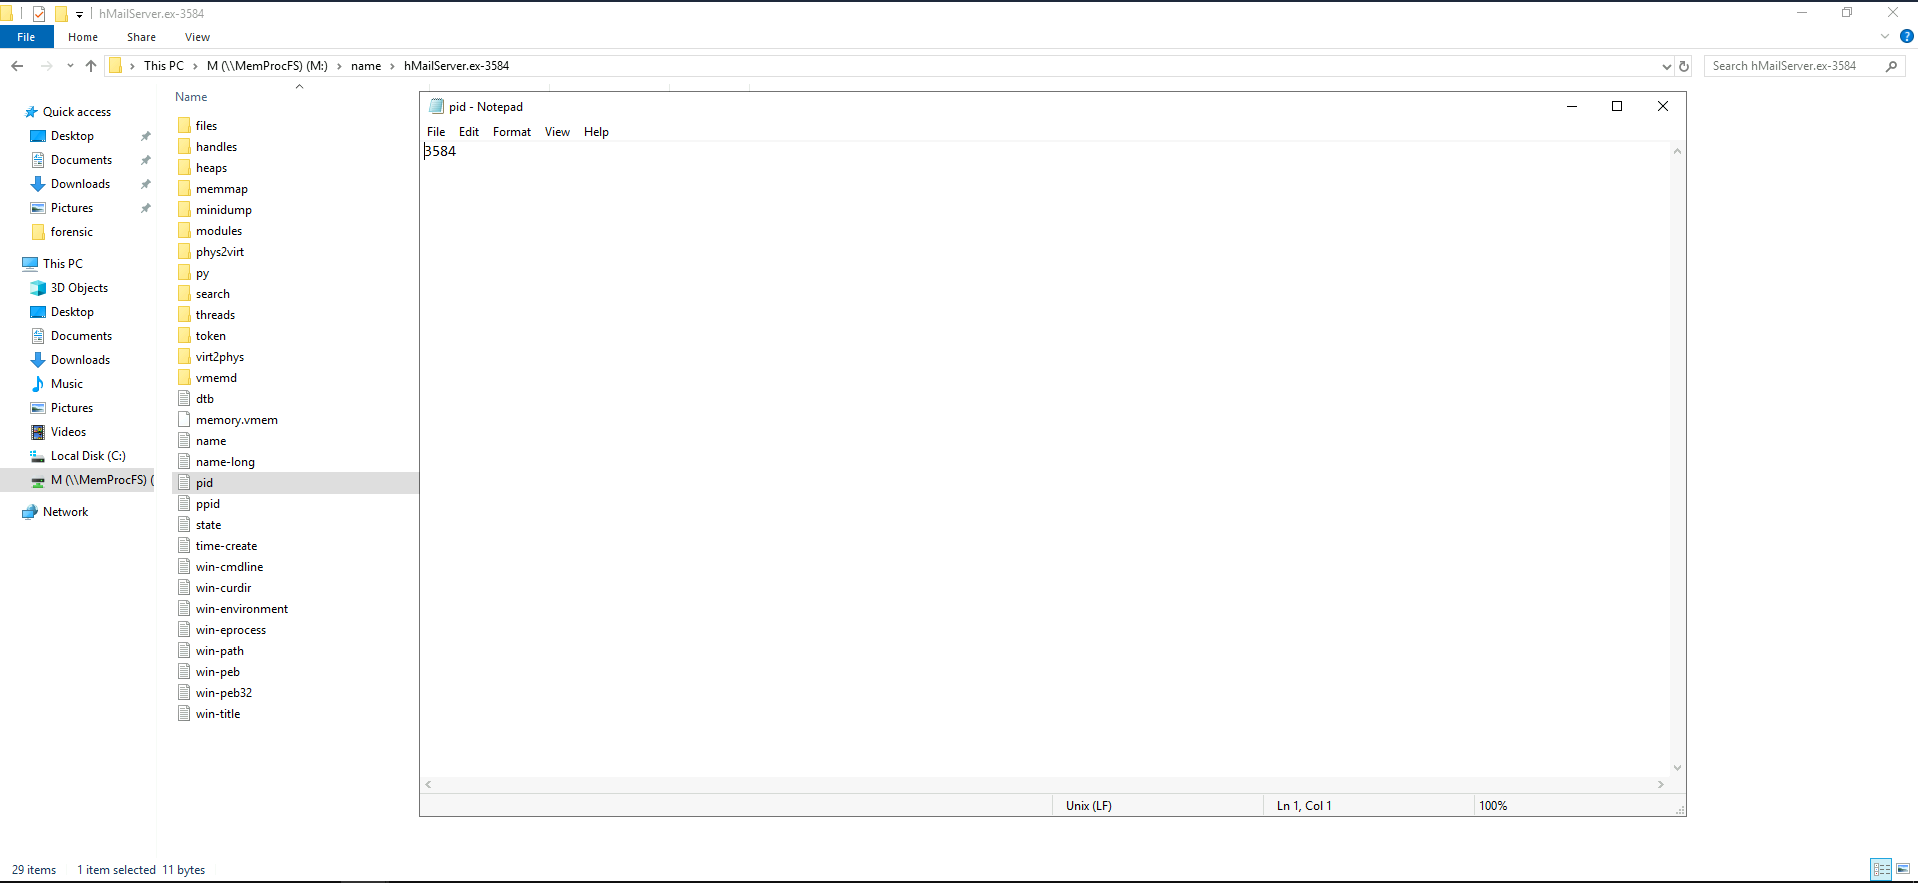 hMailServer.ex-3584
File Home Share View
This PC M (\\MemProcFS) (M:) name hMailServer.ex-3584
Search hMailServer.ex-3584
Quick access
Desktop
Documents
Downloads
Pictures
forensic
This PC
3D Objects
Desktop
Documents
Downloads
Music
Pictures
Videos
Local Disk (C:)
M (\\MemProcFS) (
Network
Name
files
handles
heaps
memmap
minidump
modules
phys2virt
py
search
threads
token
virt2phys
vmemd
dtb
memory.vmem
name
name-long
pid
ppid
state
time-create
win-cmdline
win-curdir
win-environment
win-eprocess
win-path
win-peb
win-peb32
win-title
pid - Notepad
File Edit Format View Help
3584
Unix (LF) Ln 1, Col 1 100%
29 items 1 item selected 11 bytes